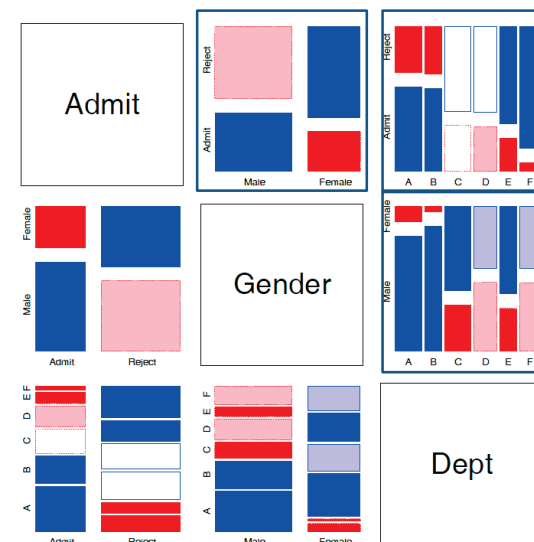 Admit
Reject
Admit
Male Female
Reject
Admit
A B C D E F
Female
Male
Admit Reject
Gender
Female
Male
A B C D E F
F
E
D
C
B
A
Admit Reject
F
E
D
C
B
A
Male Female
Dept